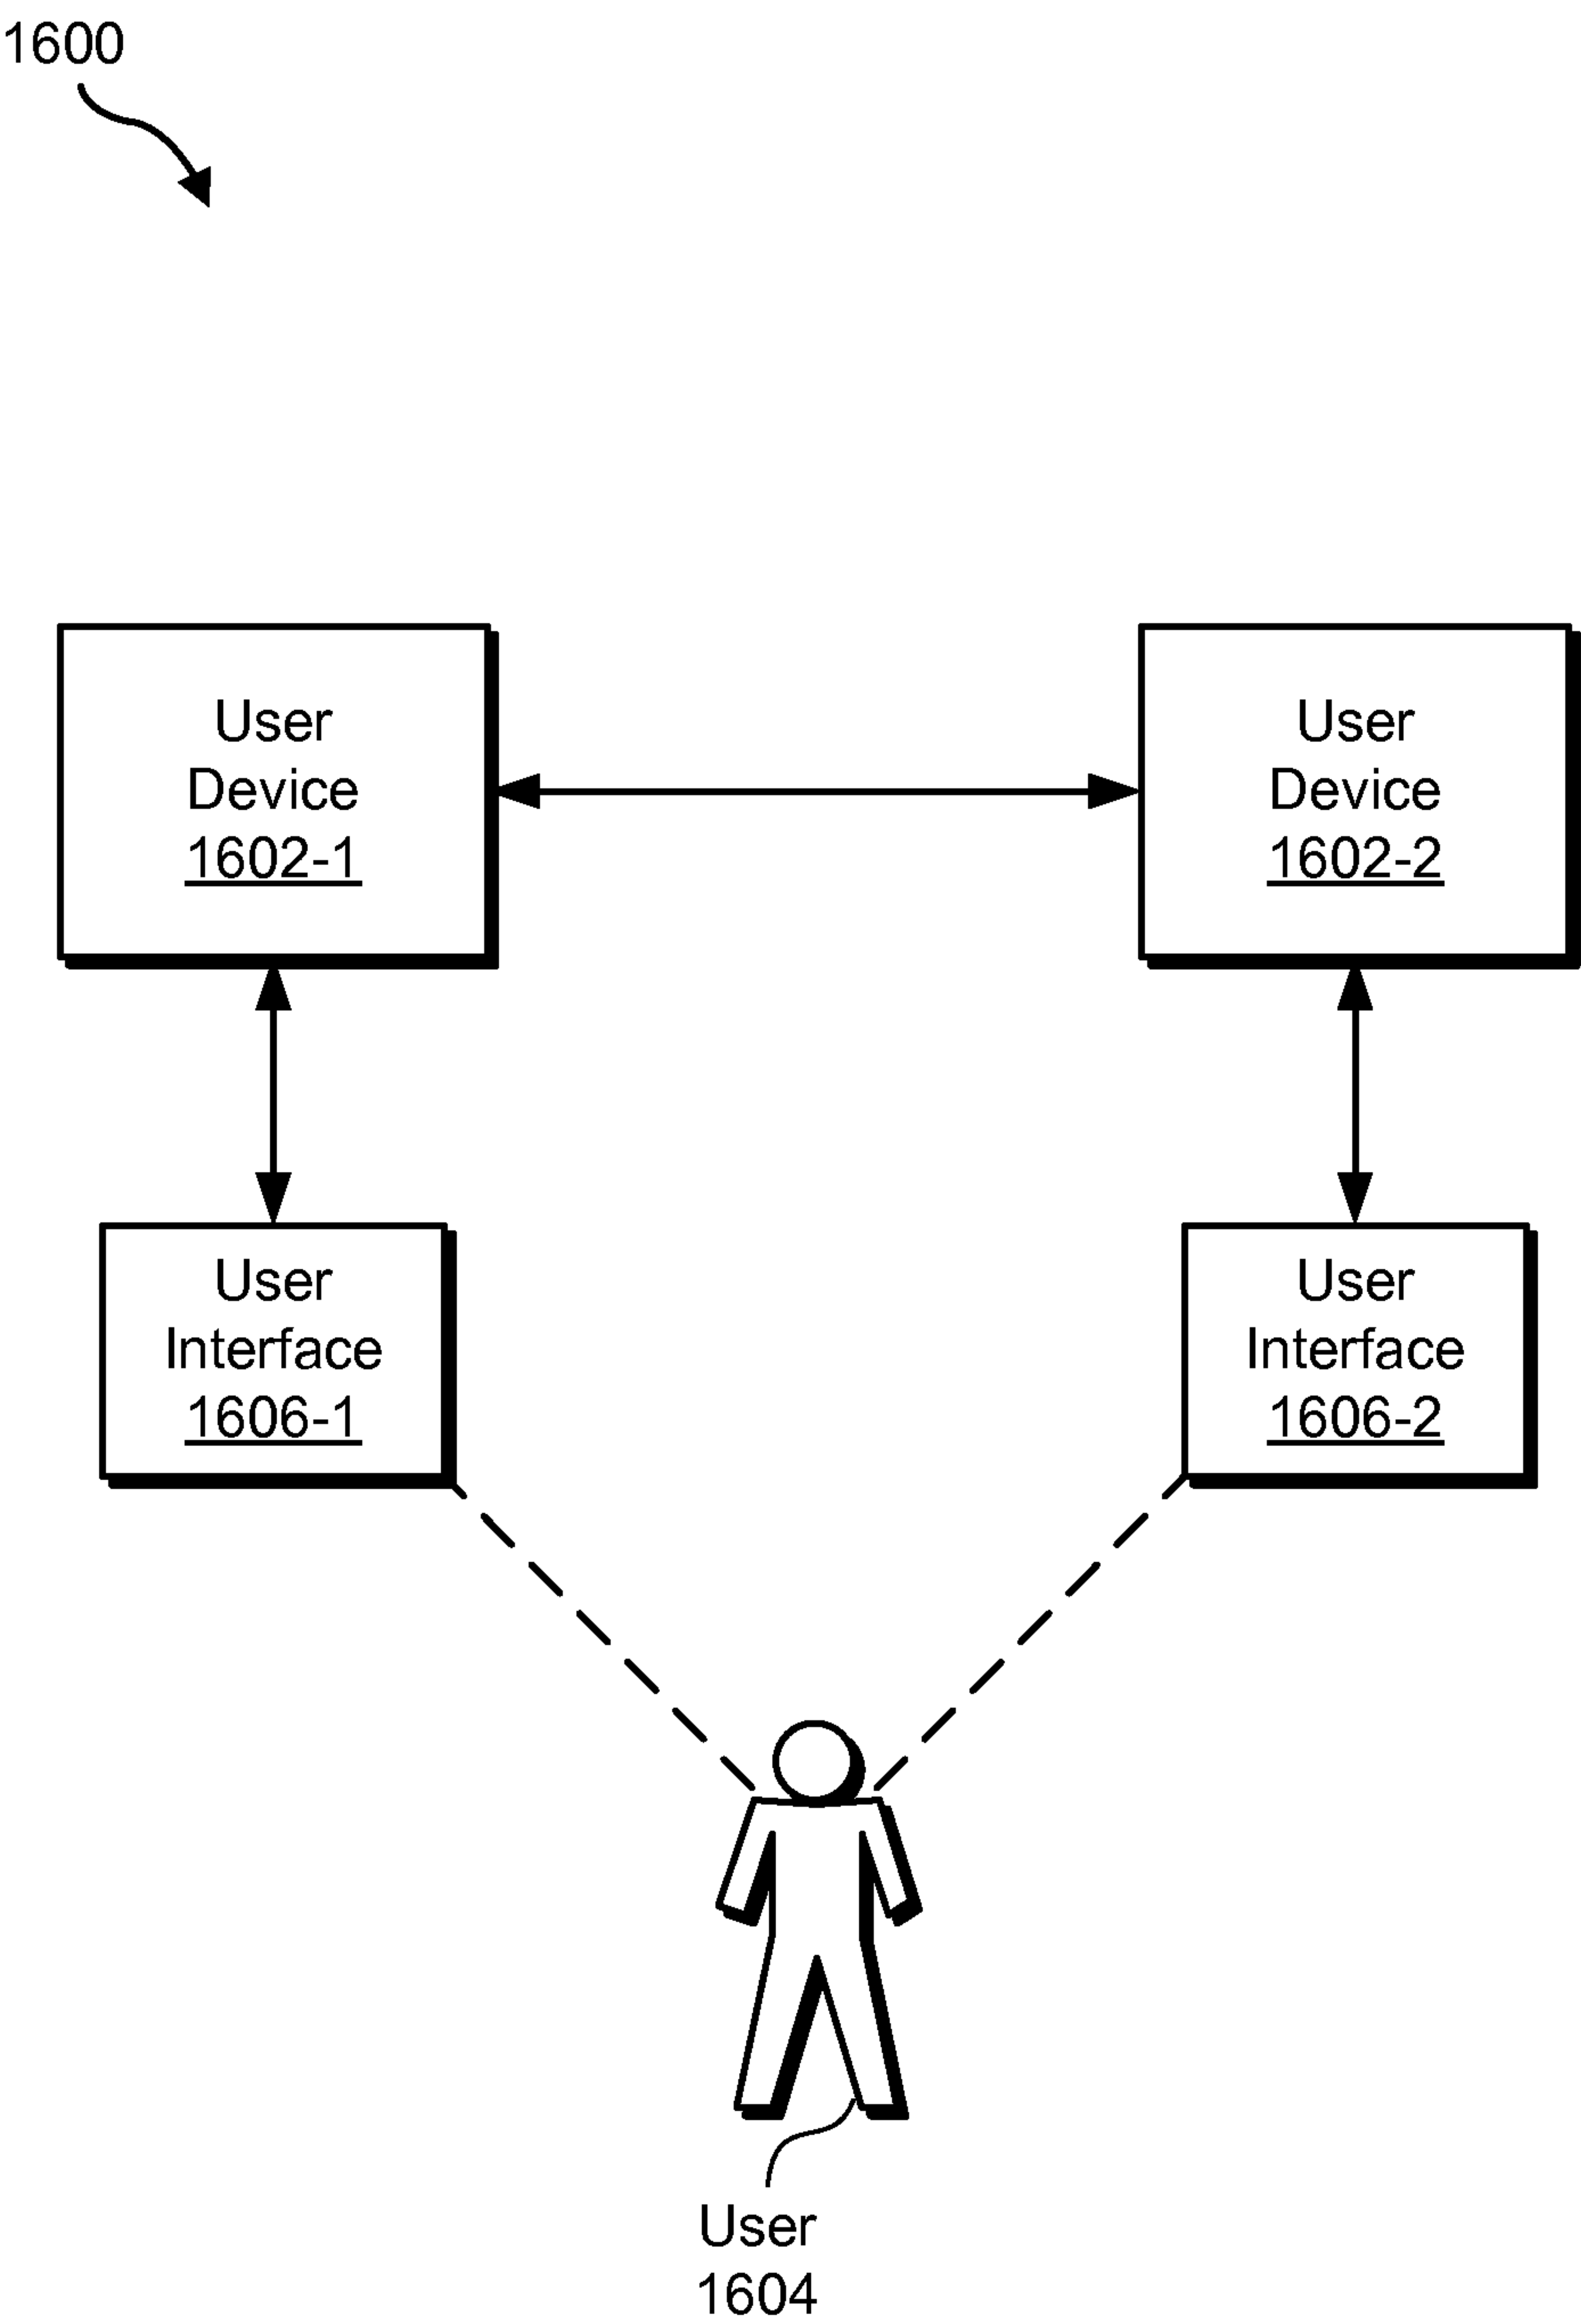 1600
User
Device
1602-1
User
Device
1602-2
User
Interface
1606-1
User
Interface
1606-2
User
1604